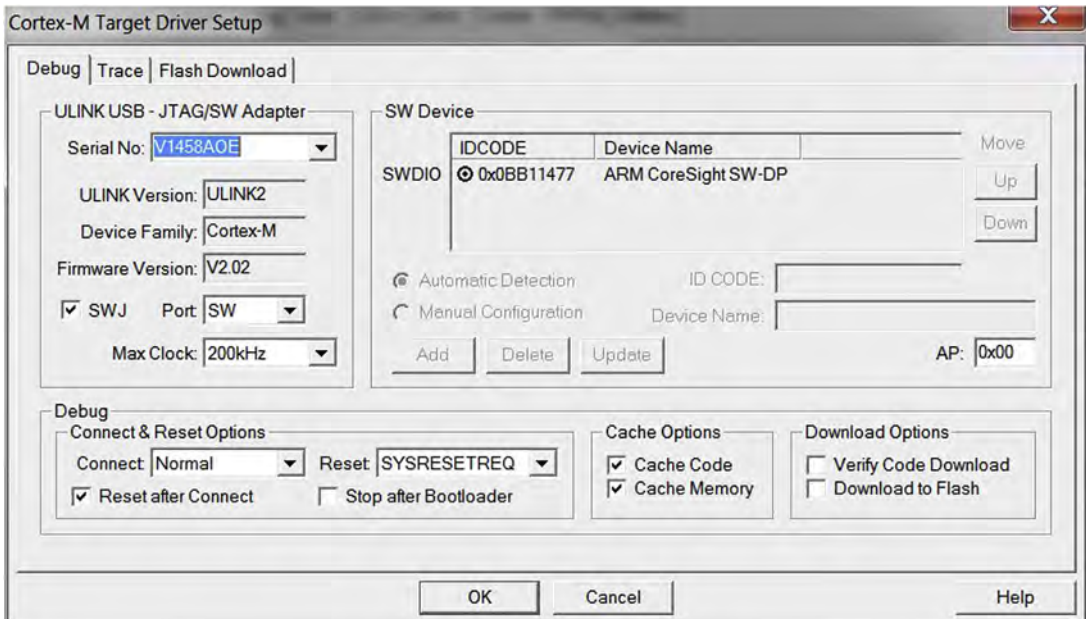 Cortex-M Target Driver Setup
X
Debug Trace Flash Download
ULINK USB - JTAG/SW Adapter
Serial No: V1458AOE
ULINK Version: ULINK2
Device Family: Cortex-M
Firmware Version: V2.02
SWJ Port SW
Max Clock: 200kHz
SW Device
IDCODE Device Name
SWDIO 0x0BB11477 ARM CoreSight SW-DP
Move
Up
Down
Automatic Detection ID CODE:
Manual Configuration Device Name:
Add Delete Update AP: 0x00
Debug
Connect & Reset Options
Connect: Normal Reset: SYSRESETREQ
Reset after Connect Stop after Bootloader
Cache Options
Cache Code
Cache Memory
Download Options
Verify Code Download
Download to Flash
OK Cancel Help